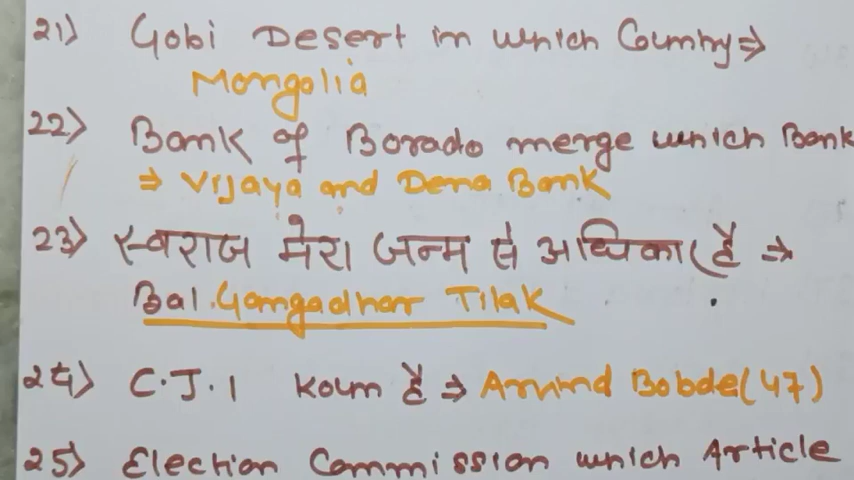 21) Gobi Desert in which Country ⇒
Mongolia
22) Bank of Borado merge which Bank
⇒ Vijaya and Dena Bank
23) स्वराज मेरा जन्म से अधिकार है ⇒
Bal.Gangadhar Tilak
24) C.J.I Kaun है ⇒ Arvind Bobde(47)
25) Election Commission which Article